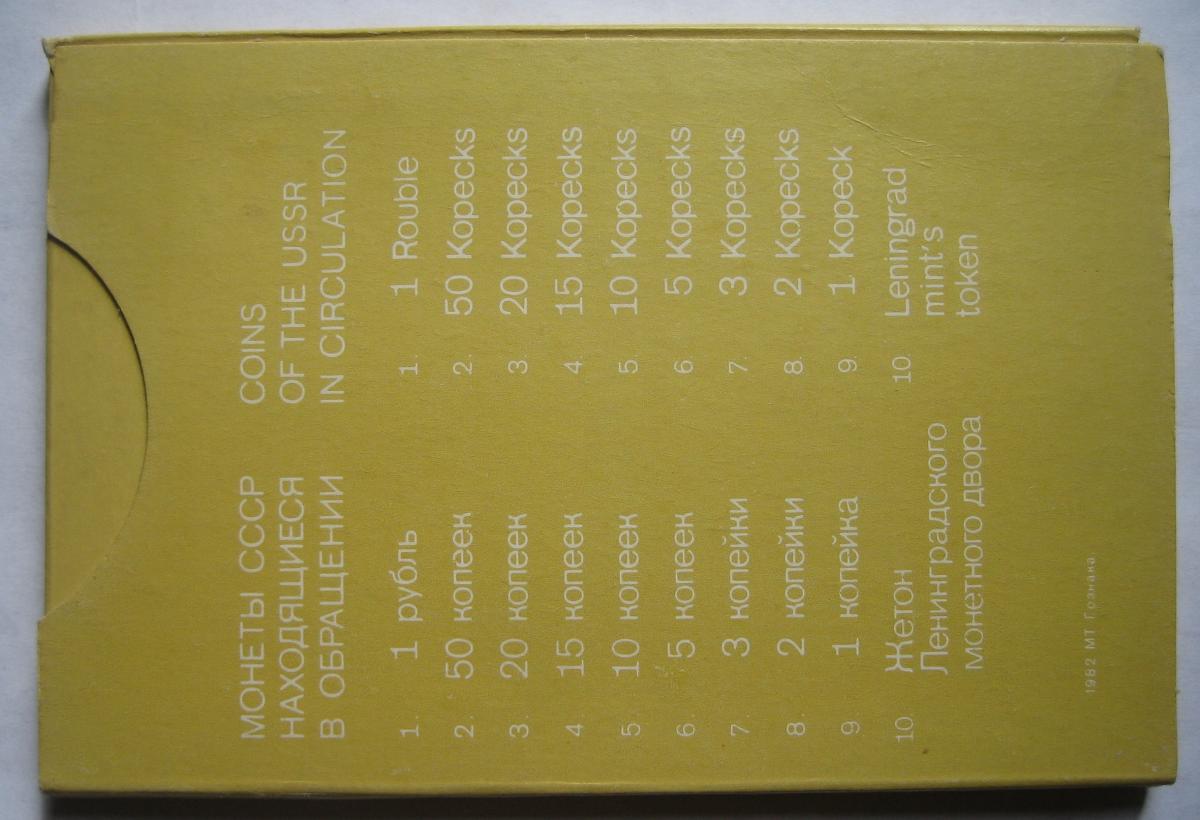 МОНЕТЫ СССР
НАХОДЯЩИЕСЯ
В ОБРАЩЕНИИ
COINS
OF THE USSR
IN CIRCULATION
1. 1 рубль
2. 50 копеек
3. 20 копеек
4 15 копеек
5. 10 копеек
6. 5 копеек
7. 3 копейки
8. 2 копейки
9 1 копейка
10. Жетон
Ленинградского
монетного двора
1. 1 Rouble
2. 50 Kopecks
3. 20 Kopecks
4. 15 Kopecks
5. 10 Kopecks
6. 5 Kopecks
7. 3 Kopecks
8. 2 Kopecks
9. 1 Kopeck
10. Leningrad
mint's
token
1982 МТ Гознака